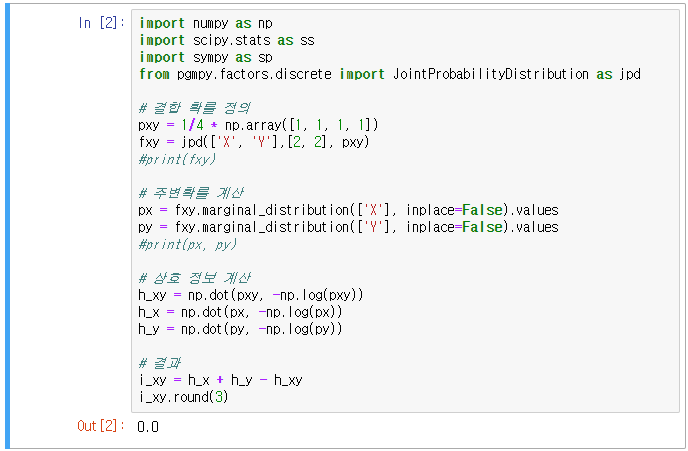 In [2]:
import numpy as np
import scipy.stats as ss
import sympy as sp
from pgmpy.factors.discrete import JointProbabilityDistribution as jpd
# 결합 확률 정의
pxy = 1/4 * np.array([1, 1, 1, 1])
fxy = jpd(['X', 'Y'],[2, 2], pxy)
#print(fxy)
# 주변확률 계산
px = fxy.marginal_distribution(['X'], inplace=False).values
py = fxy.marginal_distribution(['Y'], inplace=False).values
#print(px, py)
# 상호 정보 계산
h_xy = np.dot(pxy, -np.log(pxy))
h_x = np.dot(px, -np.log(px))
h_y = np.dot(py, -np.log(py))
# 결과
i_xy = h_x + h_y - h_xy
i_xy.round(3)
Out[2]: 0.0